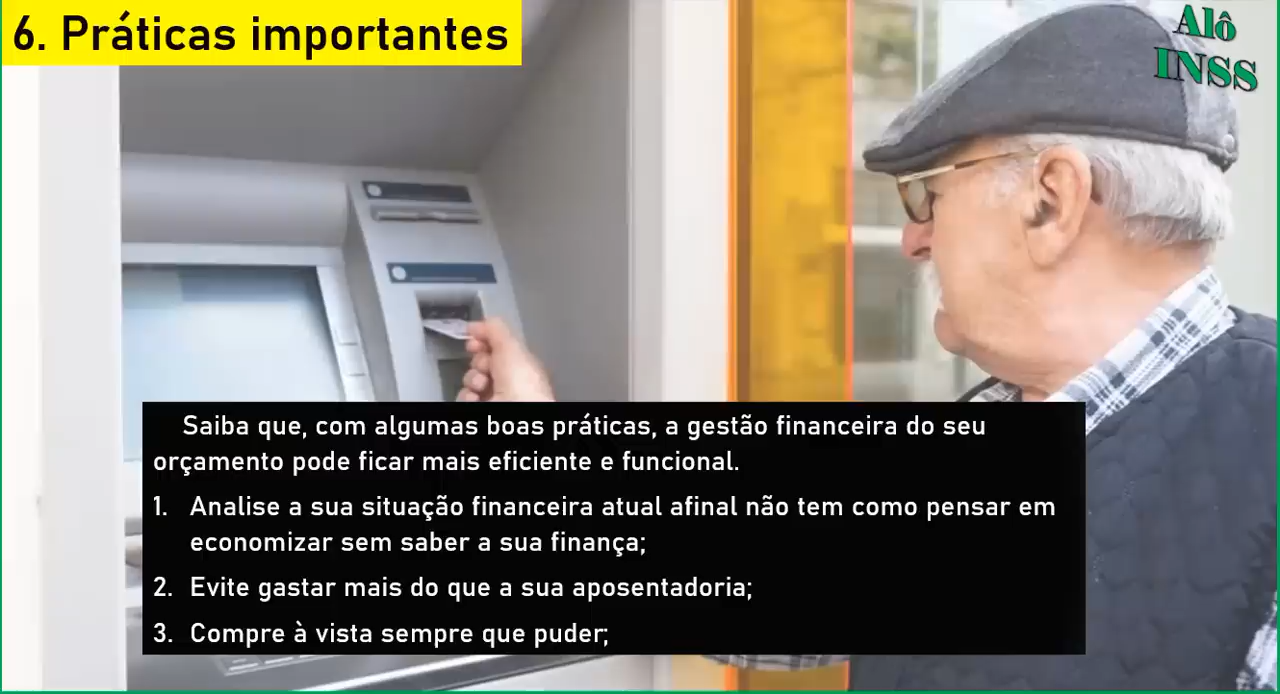 6. Práticas importantes
Alô
INSS
Saiba que, com algumas boas práticas, a gestão financeira do seu
orçamento pode ficar mais eficiente e funcional.
1. Analise a sua situação financeira atual afinal não tem como pensar em
economizar sem saber a sua finança;
2. Evite gastar mais do que a sua aposentadoria;
3. Compre à vista sempre que puder;